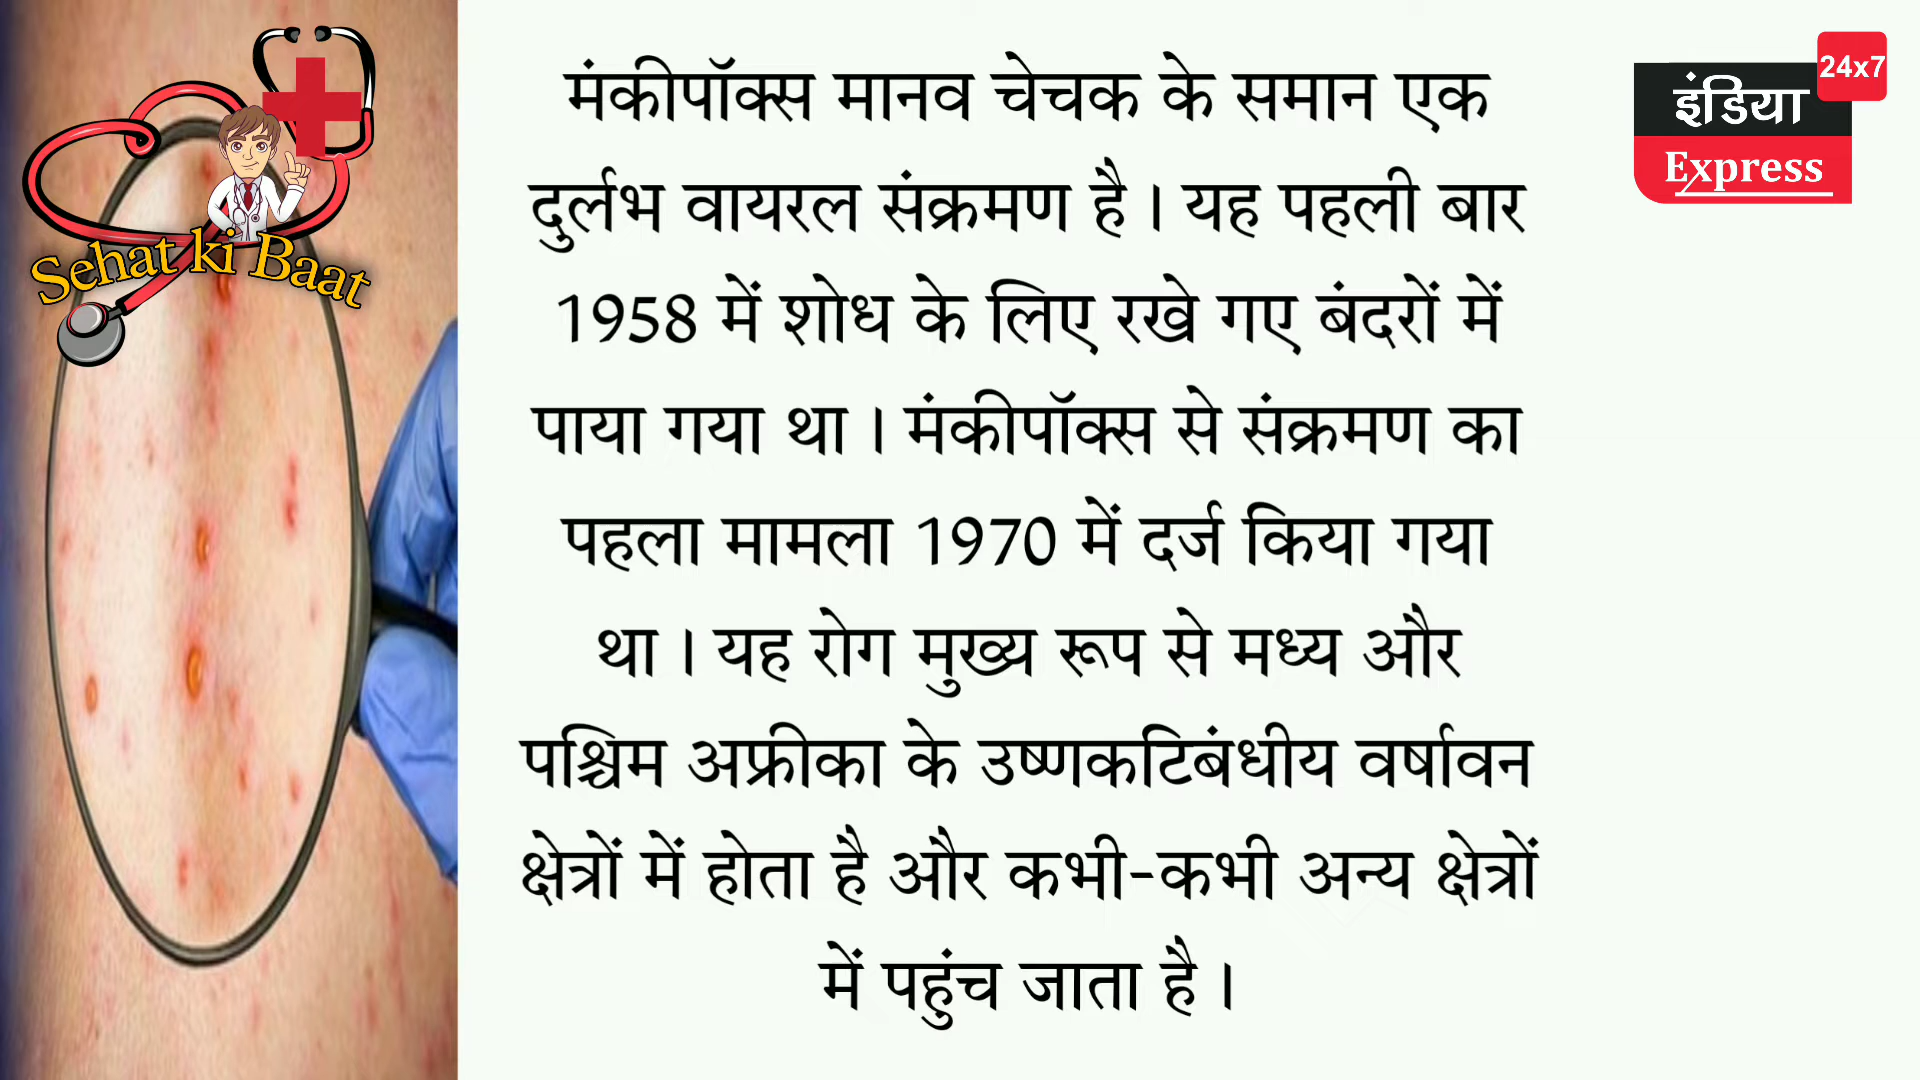 Sehat ki Baat
मंकीपॉक्स मानव चेचक के समान एक
दुर्लभ वायरल संक्रमण है । यह पहली बार
1958 में शोध के लिए रखे गए बंदरों में
पाया गया था । मंकीपॉक्स से संक्रमण का
पहला मामला 1970 में दर्ज किया गया
था । यह रोग मुख्य रूप से मध्य और
पश्चिम अफ्रीका के उष्णकटिबंधीय वर्षावन
क्षेत्रों में होता है और कभी-कभी अन्य क्षेत्रों
में पहुंच जाता है ।
24x7
इंडिया
Express